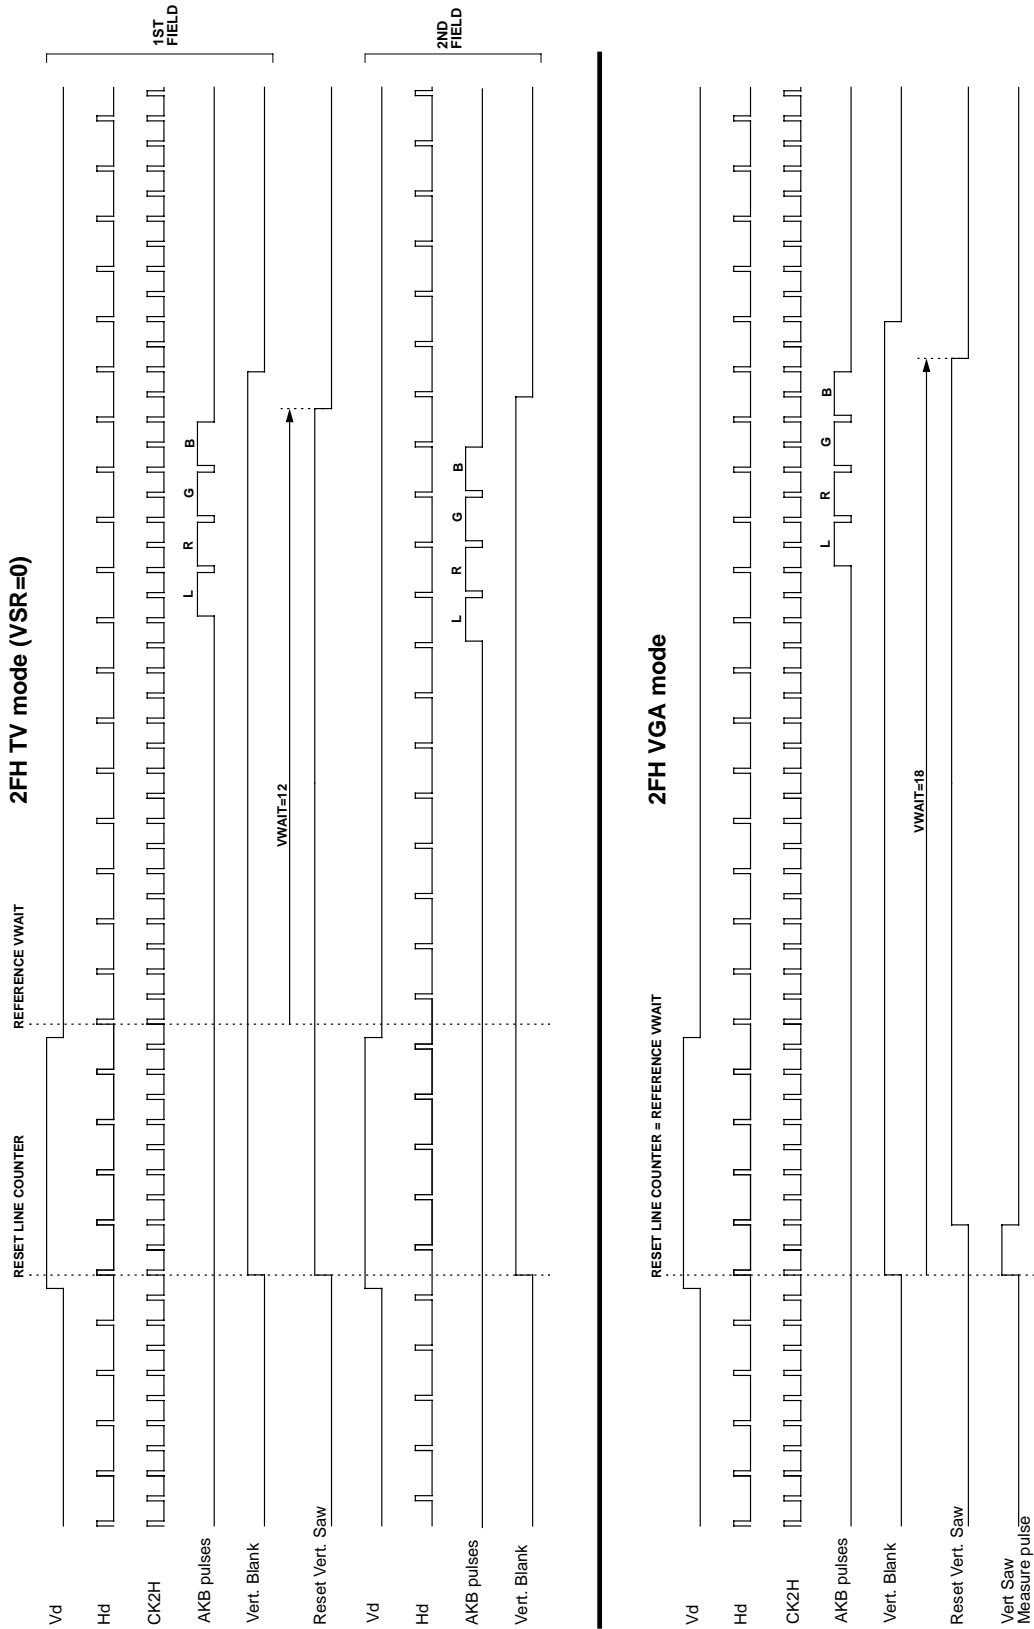 2FH TV mode (VSR=0)
RESET LINE COUNTER
REFERENCE VWAIT
1ST
FIELD
Vd
Hd
CK2H
AKB pulses
L R G B
Vert. Blank
VWAIT=12
Reset Vert. Saw
2ND
FIELD
Vd
Hd
AKB pulses
L R G B
Vert. Blank
2FH VGA mode
RESET LINE COUNTER = REFERENCE VWAIT
Vd
Hd
CK2H
AKB pulses
L R G B
Vert. Blank
VWAIT=18
Reset Vert. Saw
Vert Saw
Measure pulse